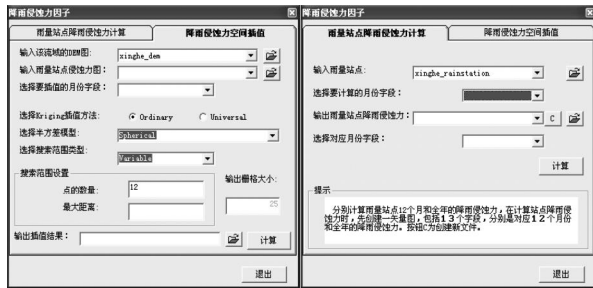 降雨侵蚀力因子
雨量站点降雨侵蚀力计算
降雨侵蚀力空间插值
输入该流域的DEM图:
xinghe_dem
输入雨量站点侵蚀力图:
选择要插值的月份字段:
选择Kriging插值方法:
Ordinary
Universal
选择半方差模型:
Spherical
选择搜索范围类型:
Variable
搜索范围设置
点的数量:
12
最大距离:
输出栅格大小:
25
输出插值结果:
计算
退出
降雨侵蚀力因子
雨量站点降雨侵蚀力计算
降雨侵蚀力空间插值
输入雨量站点:
xinghe_rainstation
选择要计算的月份字段:
输出雨量站点降雨侵蚀力:
C
选择对应月份字段:
计算
提示
分别计算雨量站点12个月和全年的降雨侵蚀力,在计算站点降雨侵
蚀力时,先创建一矢量图,包括13个字段,分别是对应12个月份
和全年的降雨侵蚀力。按钮C为创建新文件。
退出